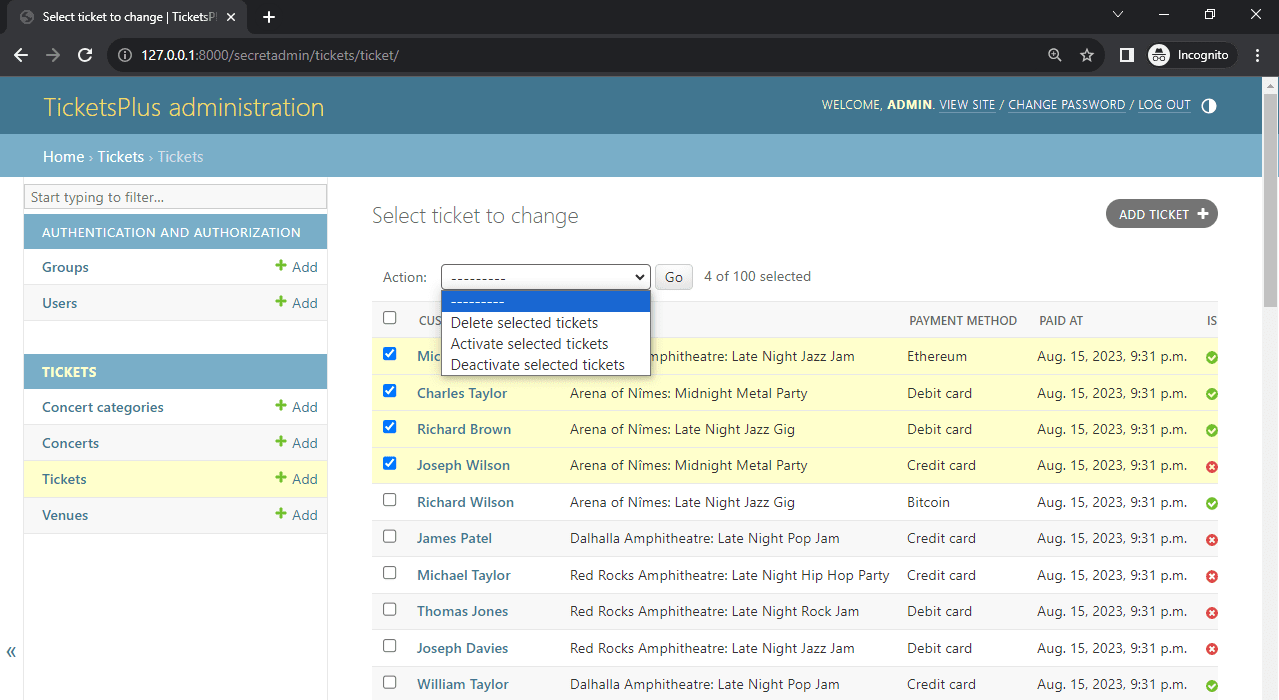 Select ticket to change | TicketsPl
127.0.0.1:8000/secretadmin/tickets/ticket/
Incognito
TicketsPlus administration
WELCOME, ADMIN. VIEW SITE / CHANGE PASSWORD / LOG OUT
Home › Tickets › Tickets
Start typing to filter...
AUTHENTICATION AND AUTHORIZATION
Groups + Add
Users + Add
TICKETS
Concert categories + Add
Concerts + Add
Tickets + Add
Venues + Add
«
Select ticket to change
ADD TICKET +
Action: --------- Go 4 of 100 selected
---------
Delete selected tickets
Activate selected tickets
Deactivate selected tickets
CUS PAYMENT METHOD PAID AT IS
Mic mphitheatre: Late Night Jazz Jam Ethereum Aug. 15, 2023, 9:31 p.m.
Charles Taylor Arena of Nîmes: Midnight Metal Party Debit card Aug. 15, 2023, 9:31 p.m.
Richard Brown Arena of Nîmes: Late Night Jazz Gig Debit card Aug. 15, 2023, 9:31 p.m.
Joseph Wilson Arena of Nîmes: Midnight Metal Party Credit card Aug. 15, 2023, 9:31 p.m.
Richard Wilson Arena of Nîmes: Late Night Jazz Gig Bitcoin Aug. 15, 2023, 9:31 p.m.
James Patel Dalhalla Amphitheatre: Late Night Pop Jam Credit card Aug. 15, 2023, 9:31 p.m.
Michael Taylor Red Rocks Amphitheatre: Late Night Hip Hop Party Credit card Aug. 15, 2023, 9:31 p.m.
Thomas Jones Red Rocks Amphitheatre: Late Night Rock Jam Debit card Aug. 15, 2023, 9:31 p.m.
Joseph Davies Red Rocks Amphitheatre: Late Night Jazz Jam Debit card Aug. 15, 2023, 9:31 p.m.
William Taylor Dalhalla Amphitheatre: Late Night Pop Jam Credit card Aug. 15, 2023, 9:31 p.m.